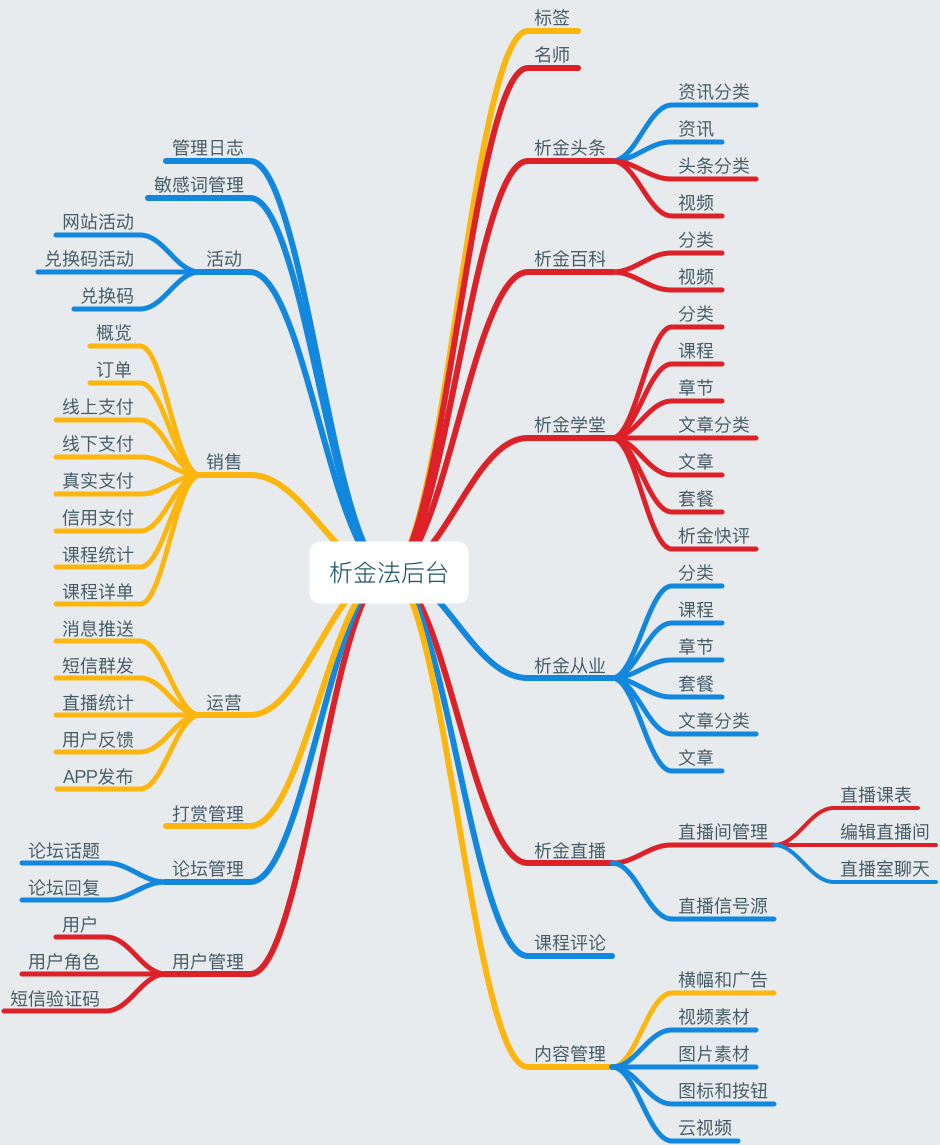 析金法后台
标签
名师
析金头条
资讯分类
资讯
头条分类
视频
析金百科
分类
视频
析金学堂
分类
课程
章节
文章分类
文章
套餐
析金快评
析金从业
分类
课程
章节
套餐
文章分类
文章
析金直播
直播间管理
直播课表
编辑直播间
直播室聊天
直播信号源
课程评论
内容管理
横幅和广告
视频素材
图片素材
图标和按钮
云视频
管理日志
敏感词管理
活动
网站活动
兑换码活动
兑换码
销售
概览
订单
线上支付
线下支付
真实支付
信用支付
课程统计
课程详单
运营
消息推送
短信群发
直播统计
用户反馈
APP发布
打赏管理
论坛管理
论坛话题
论坛回复
用户管理
用户
用户角色
短信验证码